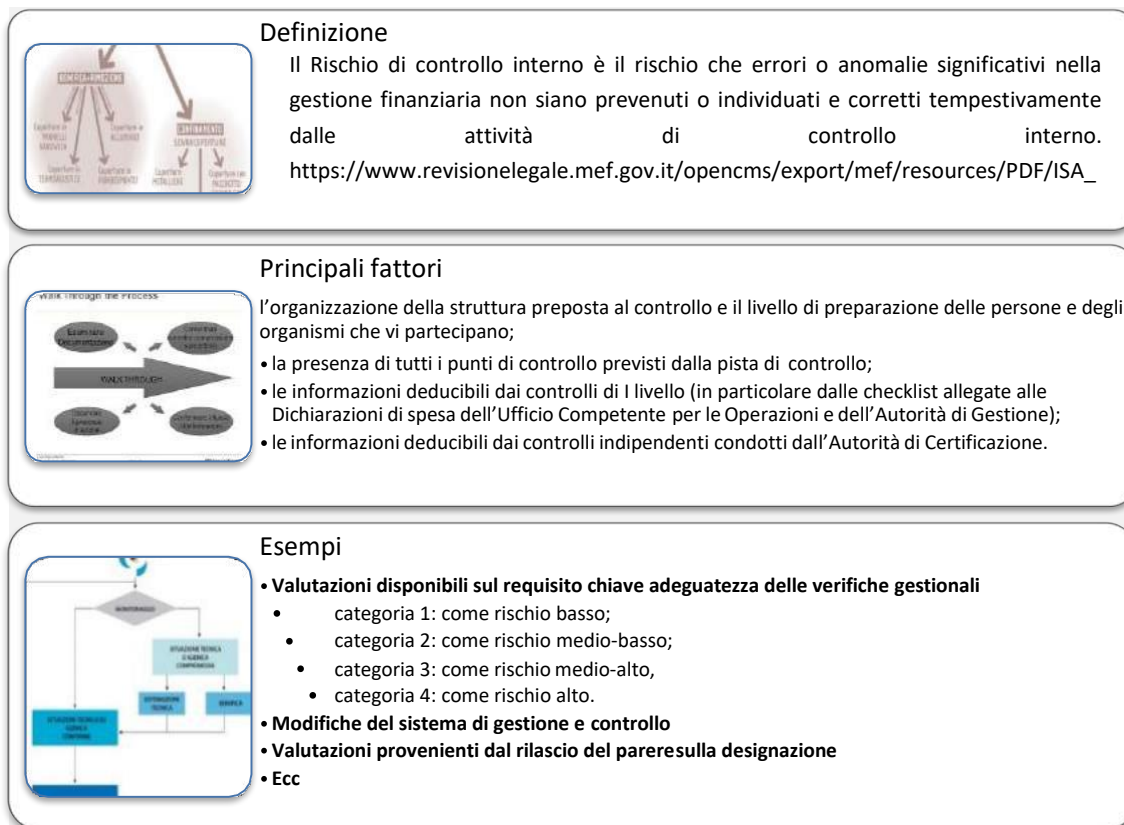 Definizione
Il Rischio di controllo interno è il rischio che errori o anomalie significativi nella
gestione finanziaria non siano prevenuti o individuati e corretti tempestivamente
dalle attività di controllo interno.
https://www.revisionelegale.mef.gov.it/opencms/export/mef/resources/PDF/ISA_
BONIFICA RIMOZIONE
CONFINAMENTO
Principali fattori
l'organizzazione della struttura preposta al controllo e il livello di preparazione delle persone e degli
organismi che vi partecipano;
• la presenza di tutti i punti di controllo previsti dalla pista di controllo;
• le informazioni deducibili dai controlli di I livello (in particolare dalle checklist allegate alle
Dichiarazioni di spesa dell'Ufficio Competente per le Operazioni e dell'Autorità di Gestione);
• le informazioni deducibili dai controlli indipendenti condotti dall'Autorità di Certificazione.
Walk Through the Process
WALKTHROUGH
Esempi
• Valutazioni disponibili sul requisito chiave adeguatezza delle verifiche gestionali
• categoria 1: come rischio basso;
• categoria 2: come rischio medio-basso;
• categoria 3: come rischio medio-alto,
• categoria 4: come rischio alto.
• Modifiche del sistema di gestione e controllo
• Valutazioni provenienti dal rilascio del pareresulla designazione
• Ecc
MONITORAGGIO
SITUAZIONE TECNICA
COMPROMESSA